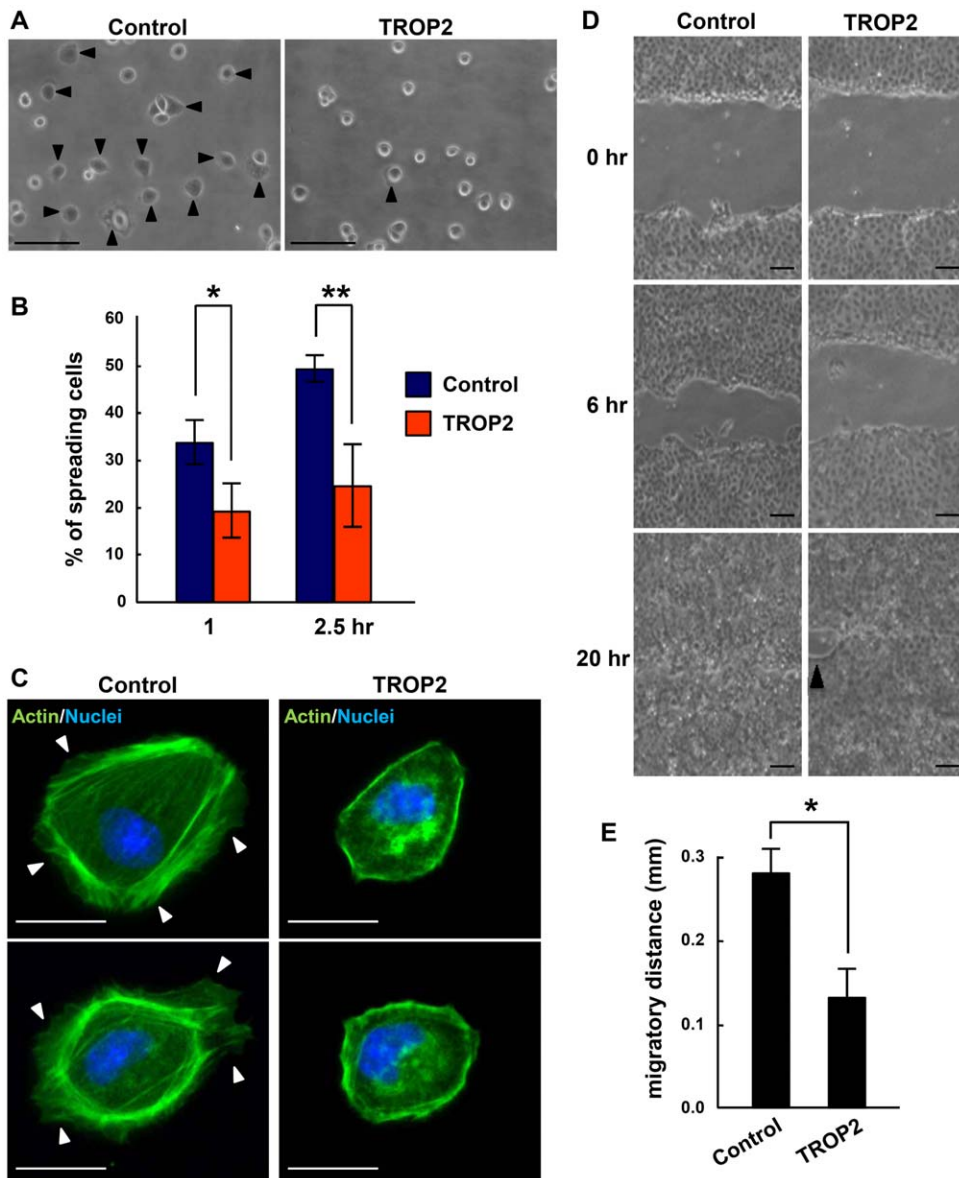 A
Control
TROP2
B
*
**
60
50
40
30
20
10
0
% of spreading cells
Control
TROP2
1
2.5 hr
C
Control
TROP2
Actin/Nuclei
Actin/Nuclei
D
Control
TROP2
0 hr
6 hr
20 hr
E
*
0.3
0.2
0.1
0.0
migratory distance (mm)
Control
TROP2